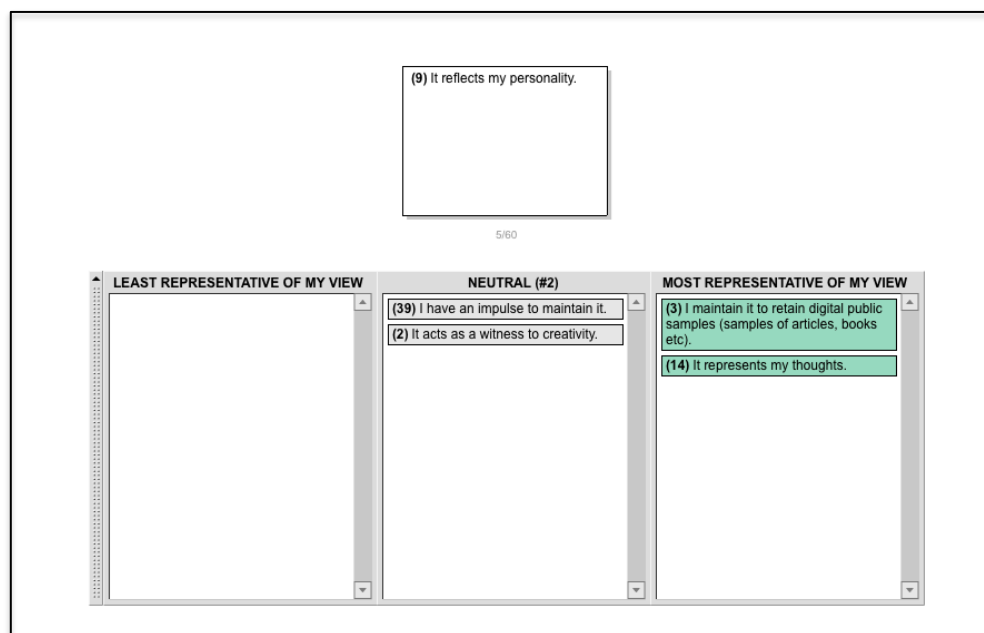 (9) It reflects my personality.
5/60
LEAST REPRESENTATIVE OF MY VIEW
NEUTRAL (#2)
MOST REPRESENTATIVE OF MY VIEW
(39) I have an impulse to maintain it.
(2) It acts as a witness to creativity.
(3) I maintain it to retain digital public
samples (samples of articles, books
etc).
(14) It represents my thoughts.